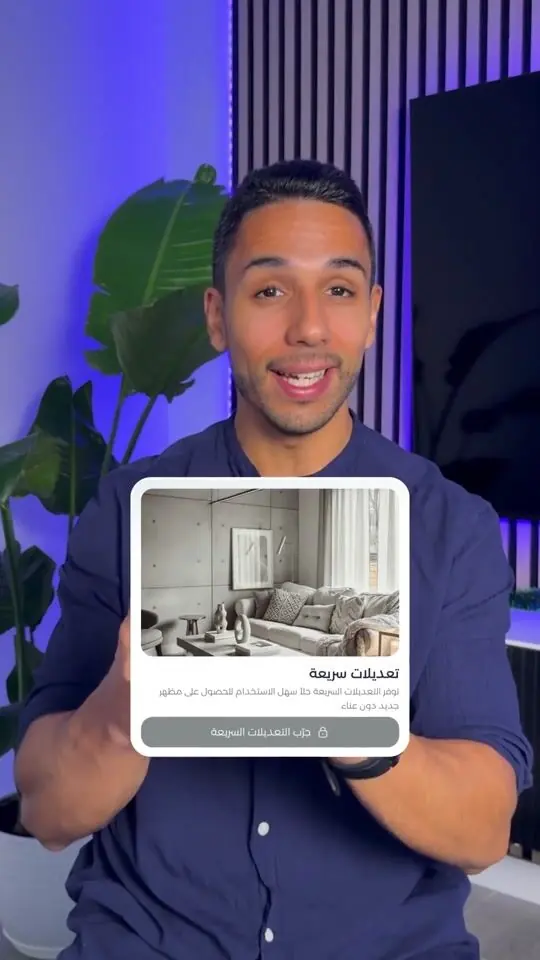 تعديلات سريعة
توفر التعديلات السريعة حلاً سهل الاستخدام للحصول على مظهر
جديد دون عناء
جرّب التعديلات السريعة